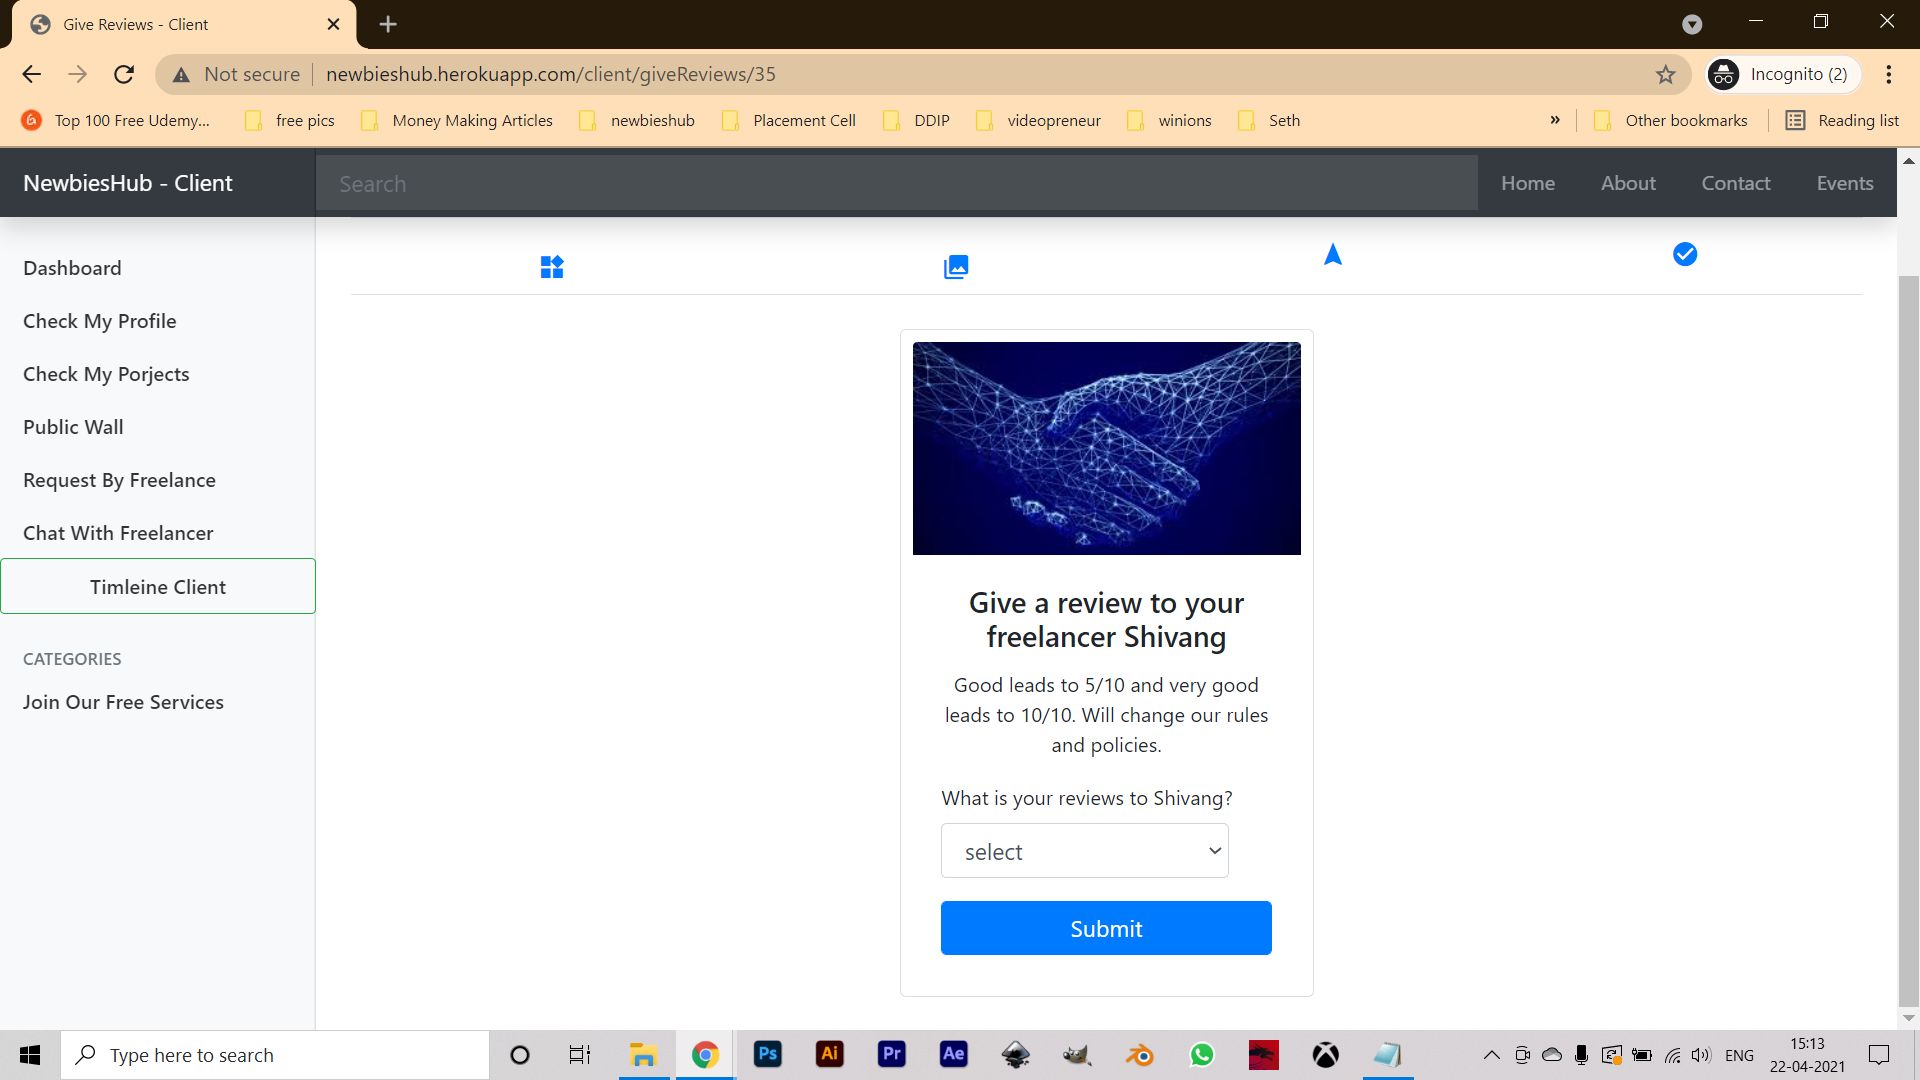 Give Reviews - Client
Not secure
newbieshub.herokuapp.com/client/giveReviews/35
Incognito (2)
Top 100 Free Udemy...
free pics
Money Making Articles
newbieshub
Placement Cell
DDIP
videopreneur
winions
Seth
»
Other bookmarks
Reading list
NewbiesHub - Client
Search
Home
About
Contact
Events
Dashboard
Check My Profile
Check My Porjects
Public Wall
Request By Freelance
Chat With Freelancer
Timleine Client
CATEGORIES
Join Our Free Services
Give a review to your
freelancer Shivang
Good leads to 5/10 and very good
leads to 10/10. Will change our rules
and policies.
What is your reviews to Shivang?
select
Submit
Type here to search
Ps
Ai
Pr
Ae
ENG
15:13
22-04-2021